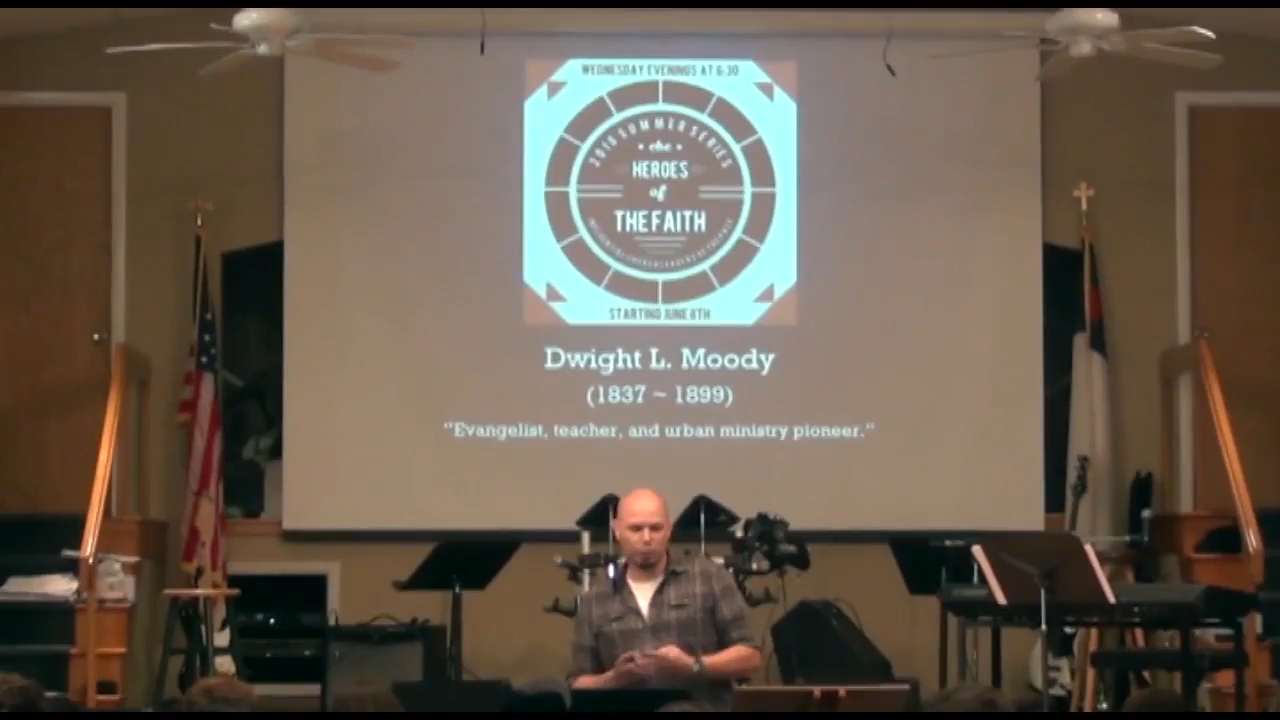 WEDNESDAY EVENINGS AT 6:30
2016 SUMMER SERIES
the
HEROES
of
THE FAITH
STARTING JUNE 8TH
Dwight L. Moody
(1837 ~ 1899)
"Evangelist, teacher, and urban ministry pioneer."